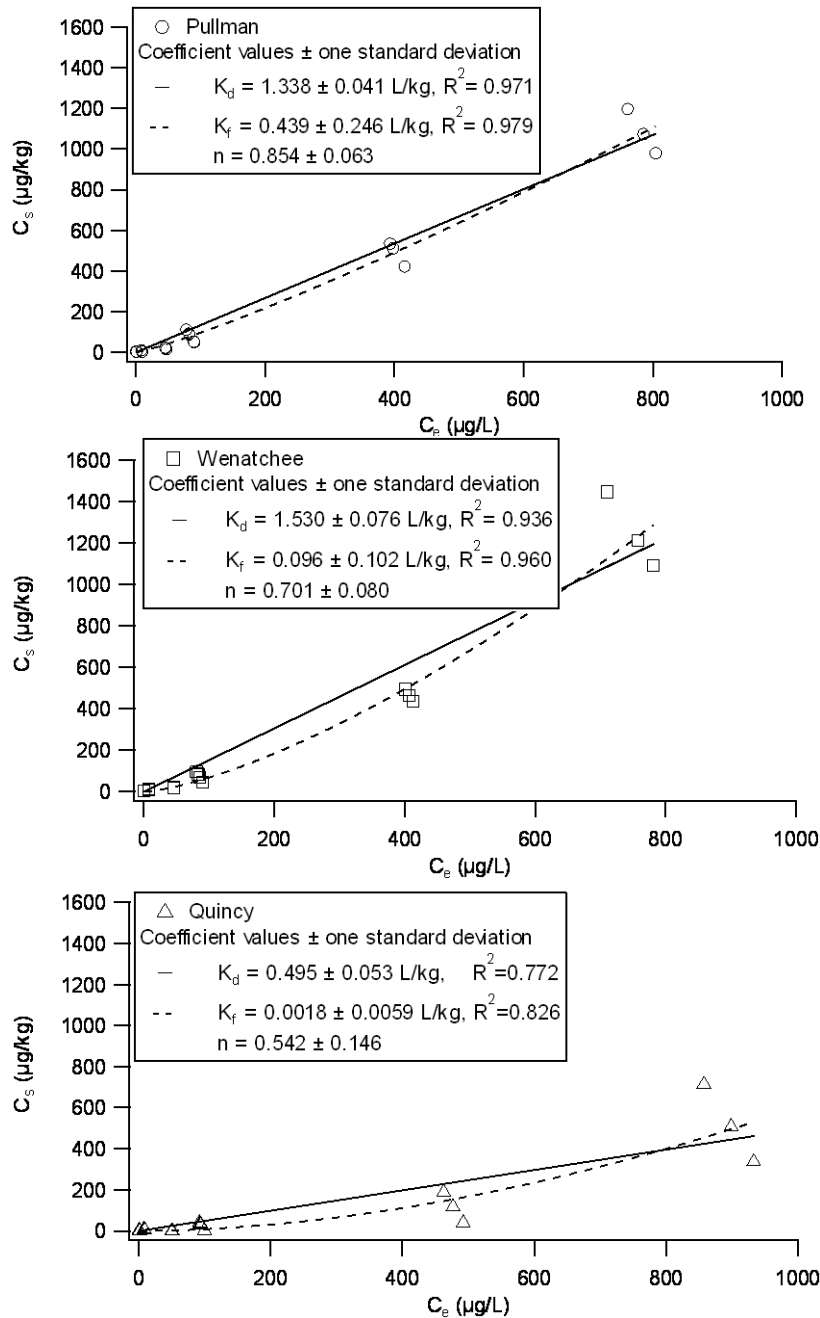 1600
1400
1200
1000
800
600
400
200
0
C_s (µg/kg)
○ Pullman
Coefficient values ± one standard deviation
— K_d = 1.338 ± 0.041 L/kg, R²= 0.971
-- K_f = 0.439 ± 0.246 L/kg, R²= 0.979
n = 0.854 ± 0.063
0 200 400 600 800 1000
C_e (µg/L)
1600
1400
1200
1000
800
600
400
200
0
C_s (µg/kg)
□ Wenatchee
Coefficient values ± one standard deviation
— K_d = 1.530 ± 0.076 L/kg, R²= 0.936
-- K_f = 0.096 ± 0.102 L/kg, R²= 0.960
n = 0.701 ± 0.080
0 200 400 600 800 1000
C_e (µg/L)
1600
1400
1200
1000
800
600
400
200
0
C_s (µg/kg)
△ Quincy
Coefficient values ± one standard deviation
— K_d = 0.495 ± 0.053 L/kg, R²=0.772
-- K_f = 0.0018 ± 0.0059 L/kg, R²=0.826
n = 0.542 ± 0.146
0 200 400 600 800 1000
C_e (µg/L)